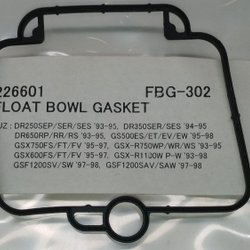 226601 FBG-302
FLOAT BOWL GASKET
UZ : DR250SEP/SER/SES '93-95, DR350SER/SES '94-95
DR650RP/RR/RS '93-95, GS500ES/ET/EV/EW '95-98
GSX750FS/FT/FV '95-97, GSX-R750WP/WR/WS '93-95
GSX600FS/FT/FV '95-97, GSX-R1100W P-W '93-98
GSF1200SV/SW '97-98, GSF1200SAV/SAW '97-98